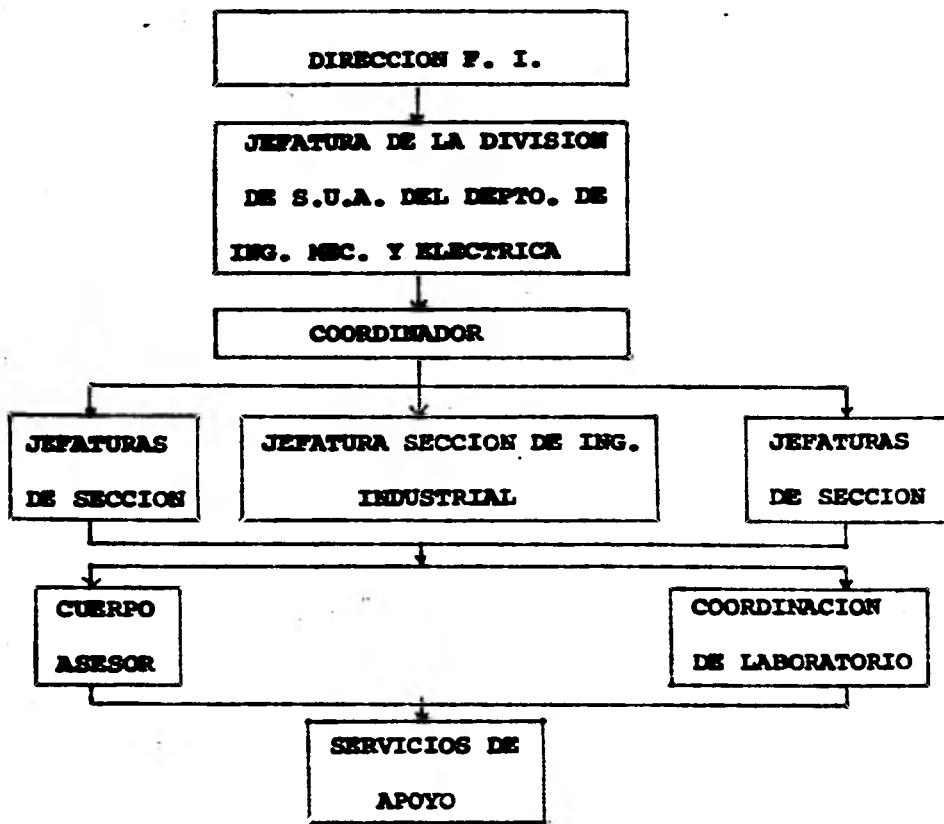 DIRECCION F. I.
JEFATURA DE LA DIVISION
DE S.U.A. DEL DEPTO. DE
ING. MEC. Y ELECTRICA
COORDINADOR
JEFATURAS
DE SECCION
JEFATURA SECCION DE ING.
INDUSTRIAL
JEFATURAS
DE SECCION
CUERPO
ASESOR
COORDINACION
DE LABORATORIO
SERVICIOS DE
APOYO